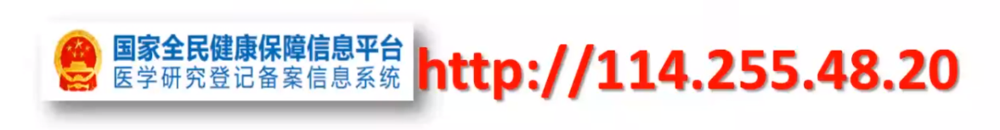 国家全民健康保障信息平台
医学研究登记备案信息系统
http://114.255.48.20